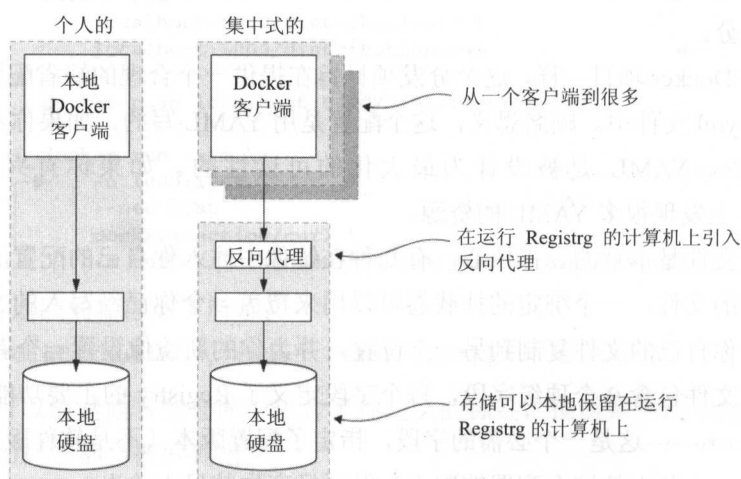 个人的
集中式的
本地
Docker
客户端
Docker
客户端
从一个客户端到很多
反向代理
在运行 Registrg 的计算机上引入
反向代理
本地
硬盘
本地
硬盘
存储可以本地保留在运行
Registrg 的计算机上